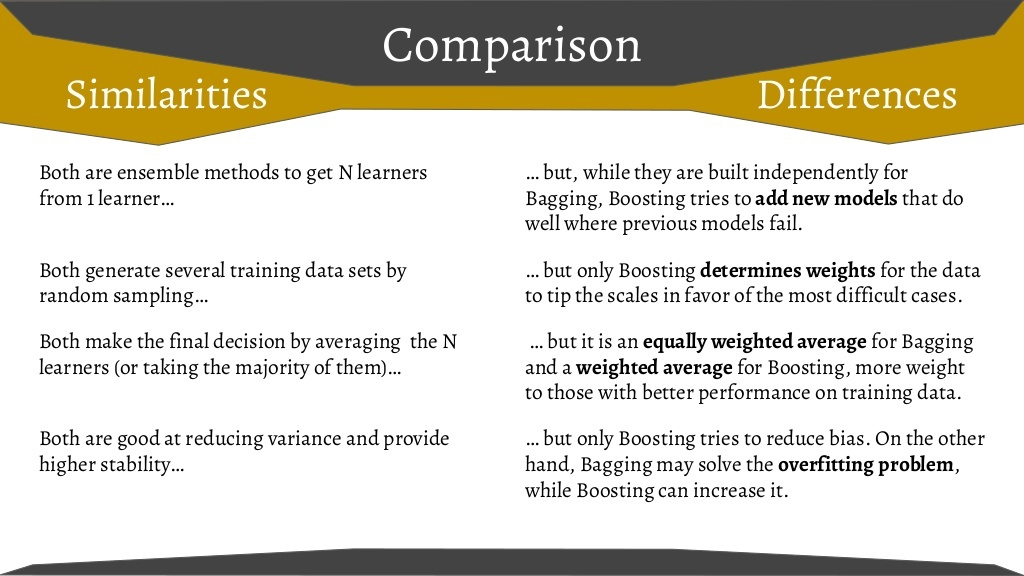 Comparison
Similarities
Differences
Both are ensemble methods to get N learners
from 1 learner…
… but, while they are built independently for
Bagging, Boosting tries to add new models that do
well where previous models fail.
Both generate several training data sets by
random sampling…
… but only Boosting determines weights for the data
to tip the scales in favor of the most difficult cases.
Both make the final decision by averaging  the N
learners (or taking the majority of them)…
… but it is an equally weighted average for Bagging
and a weighted average for Boosting, more weight
to those with better performance on training data.
Both are good at reducing variance and provide
higher stability…
… but only Boosting tries to reduce bias. On the other
hand, Bagging may solve the overfitting problem,
while Boosting can increase it.